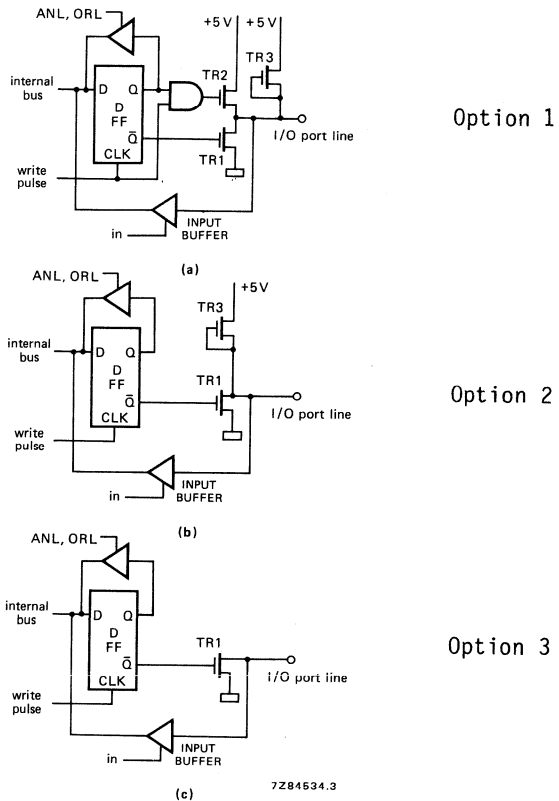 ANL, ORL
+5V +5V
TR3
TR2
internal bus
D Q
D FF
Q̅
CLK
TR1
I/O port line
write pulse
INPUT BUFFER
in
(a)
Option 1
ANL, ORL
+5V
TR3
internal bus
D Q
D FF
Q̅
CLK
TR1
I/O port line
write pulse
INPUT BUFFER
in
(b)
Option 2
ANL, ORL
internal bus
D Q
D FF
Q̅
CLK
TR1
I/O port line
write pulse
INPUT BUFFER
in
(c)
Option 3
7Z84534.3